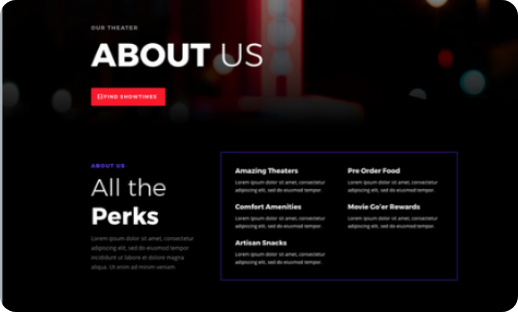 OUR THEATER
ABOUT US
FIND SHOWTIMES
ABOUT US
All the
Perks
Lorem ipsum dolor sit amet, consectetur
adipiscing elit, sed do eiusmod tempor
incididunt ut labore et dolore magna
aliqua. Ut enim ad minim veniam.
Amazing Theaters
Lorem ipsum dolor sit amet, consectetur
adipiscing elit, sed do eiusmod tempor.
Pre Order Food
Lorem ipsum dolor sit amet, consectetur
adipiscing elit, sed do eiusmod tempor.
Comfort Amenities
Lorem ipsum dolor sit amet, consectetur
adipiscing elit, sed do eiusmod tempor.
Movie Go'er Rewards
Lorem ipsum dolor sit amet, consectetur
adipiscing elit, sed do eiusmod tempor.
Artisan Snacks
Lorem ipsum dolor sit amet, consectetur
adipiscing elit, sed do eiusmod tempor.